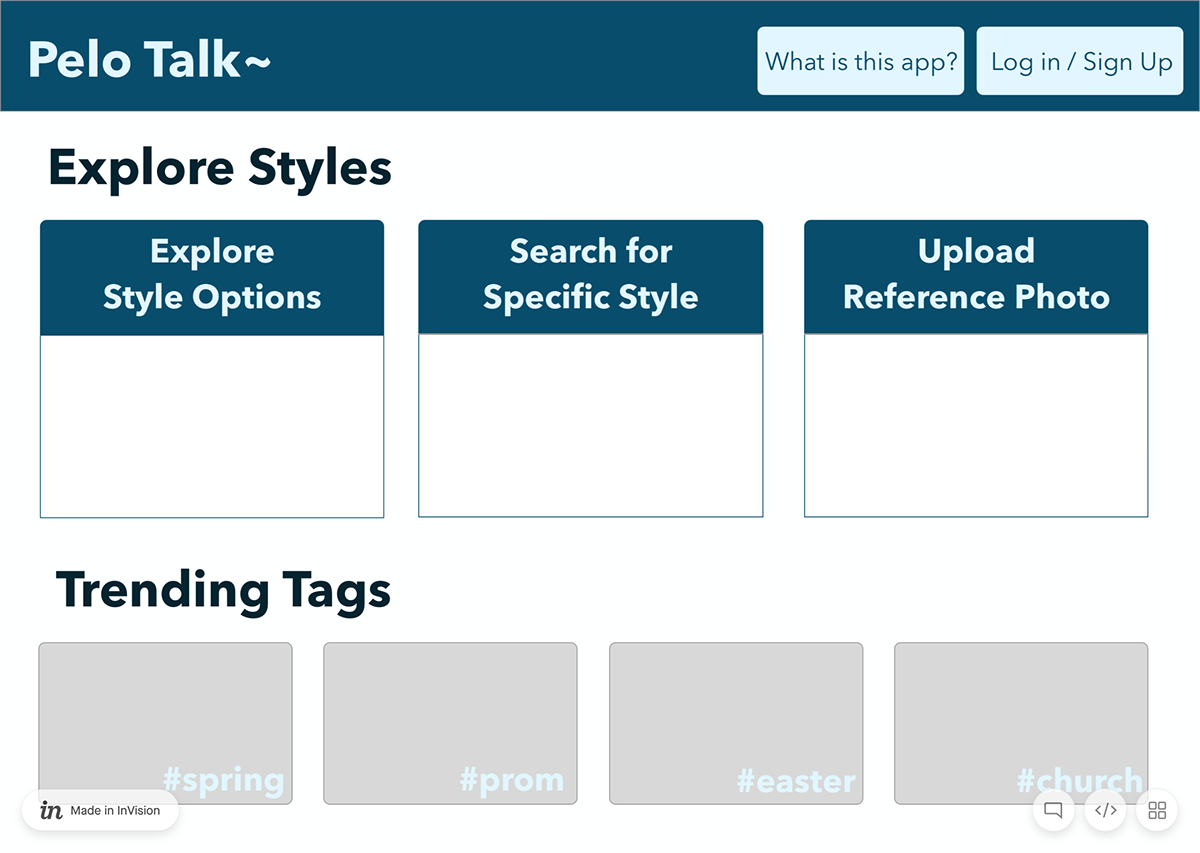 Pelo Talk~
What is this app?
Log in / Sign Up
Explore Styles
Explore
Style Options
Search for
Specific Style
Upload
Reference Photo
Trending Tags
#spring
#prom
#easter
#church
in Made in InVision